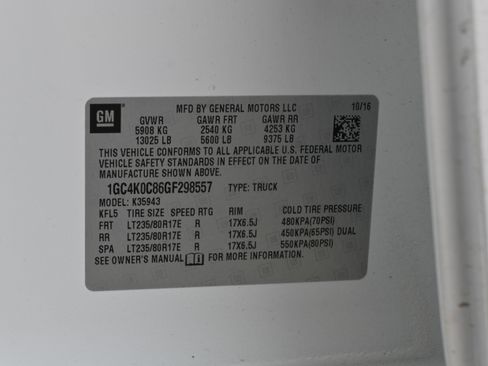 GM
MFD BY GENERAL MOTORS LLC 10/16
GVWR GAWR FRT GAWR RR
5908 KG 2540 KG 4253 KG
13025 LB 5600 LB 9375 LB
THIS VEHICLE CONFORMS TO ALL APPLICABLE U.S. FEDERAL MOTOR
VEHICLE SAFETY STANDARDS IN EFFECT ON THE DATE OF
MANUFACTURE SHOWN ABOVE.
1GC4K0C86GF298557 TYPE: TRUCK
MODEL: K35943
KFL5 TIRE SIZE SPEED RTG RIM COLD TIRE PRESSURE
FRT LT235/80R17E R 17X6.5J 480KPA(70PSI)
RR LT235/80R17E R 17X6.5J 450KPA(65PSI) DUAL
SPA LT235/80R17E R 17X6.5J 550KPA(80PSI)
SEE OWNER'S MANUAL FOR MORE INFORMATION.